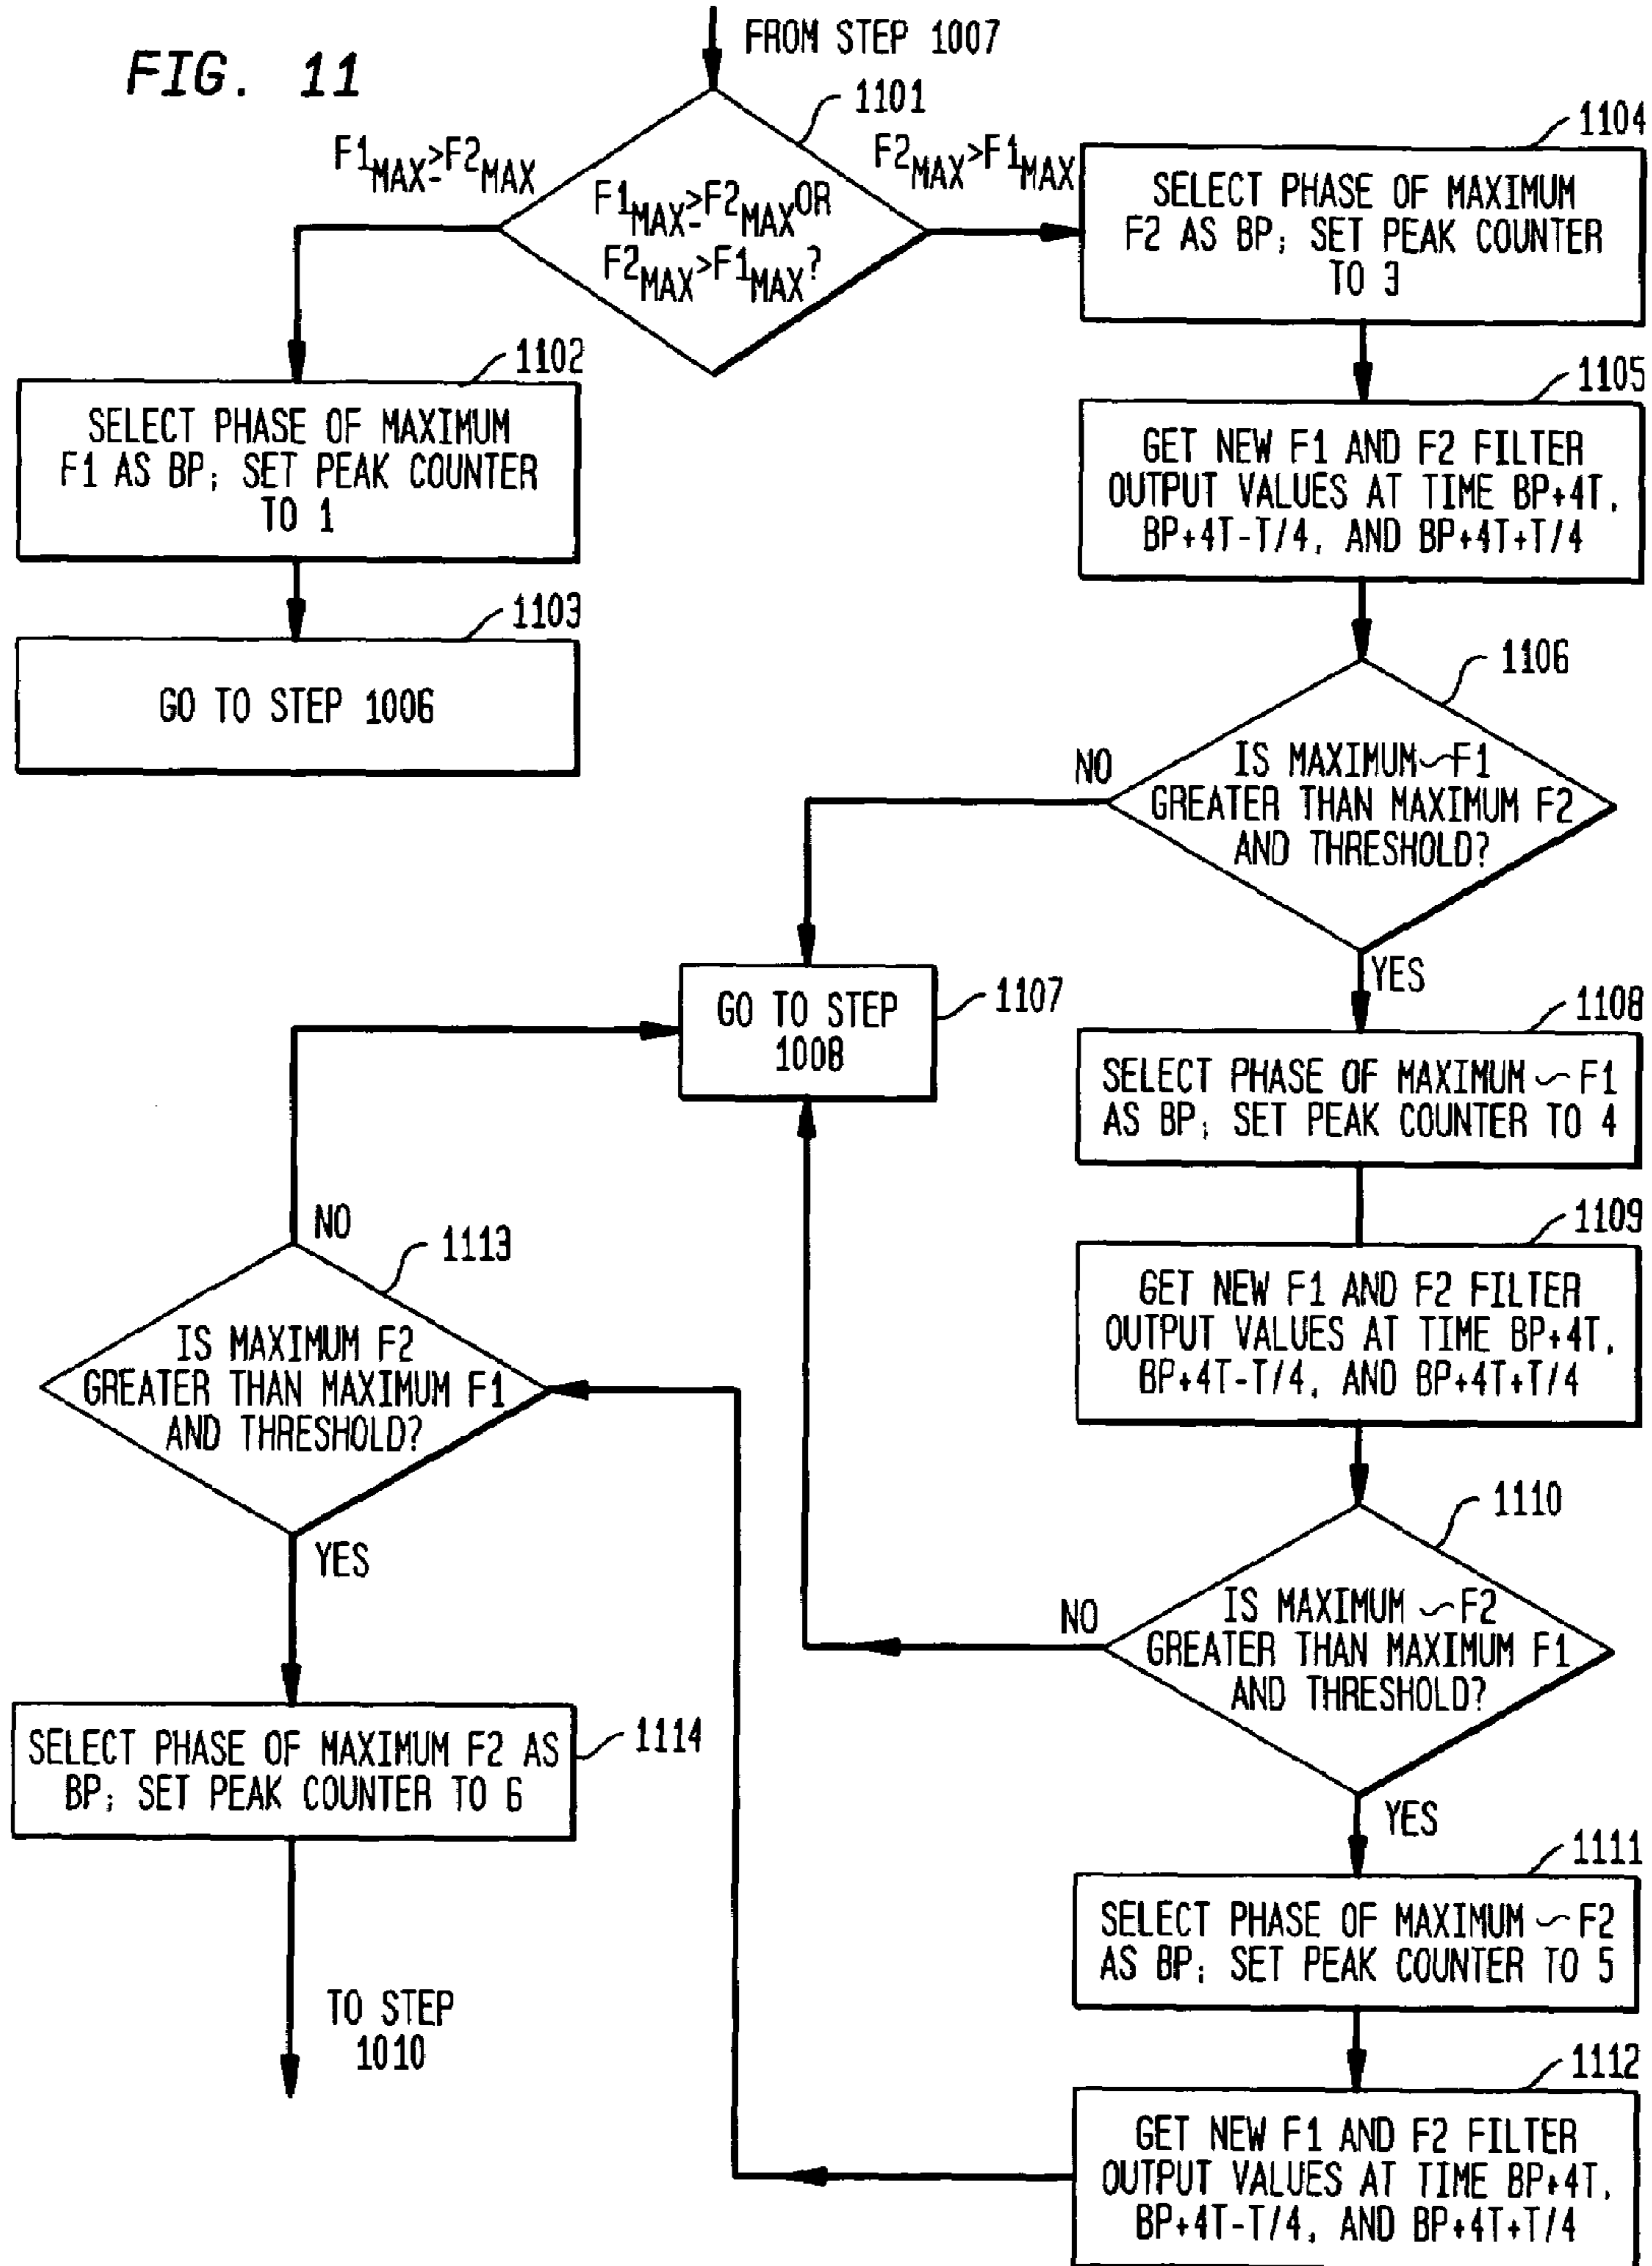 FIG. 11
FROM STEP 1007
1101
F1MAX≥F2MAX
F2MAX>F1MAX
F1MAX≥F2MAX OR
F2MAX>F1MAX?
1104
SELECT PHASE OF MAXIMUM
F2 AS BP; SET PEAK COUNTER
TO 3
1102
SELECT PHASE OF MAXIMUM
F1 AS BP; SET PEAK COUNTER
TO 1
1105
GET NEW F1 AND F2 FILTER
OUTPUT VALUES AT TIME BP+4T,
BP+4T-T/4, AND BP+4T+T/4
1103
GO TO STEP 1006
1106
IS MAXIMUM ~F1
GREATER THAN MAXIMUM F2
AND THRESHOLD?
NO
YES
1107
GO TO STEP
1008
1108
SELECT PHASE OF MAXIMUM ~F1
AS BP; SET PEAK COUNTER TO 4
1109
GET NEW F1 AND F2 FILTER
OUTPUT VALUES AT TIME BP+4T,
BP+4T-T/4, AND BP+4T+T/4
1110
IS MAXIMUM ~F2
GREATER THAN MAXIMUM F1
AND THRESHOLD?
NO
YES
1111
SELECT PHASE OF MAXIMUM ~F2
AS BP; SET PEAK COUNTER TO 5
1112
GET NEW F1 AND F2 FILTER
OUTPUT VALUES AT TIME BP+4T,
BP+4T-T/4, AND BP+4T+T/4
NO
1113
IS MAXIMUM F2
GREATER THAN MAXIMUM F1
AND THRESHOLD?
YES
1114
SELECT PHASE OF MAXIMUM F2 AS
BP; SET PEAK COUNTER TO 6
TO STEP
1010